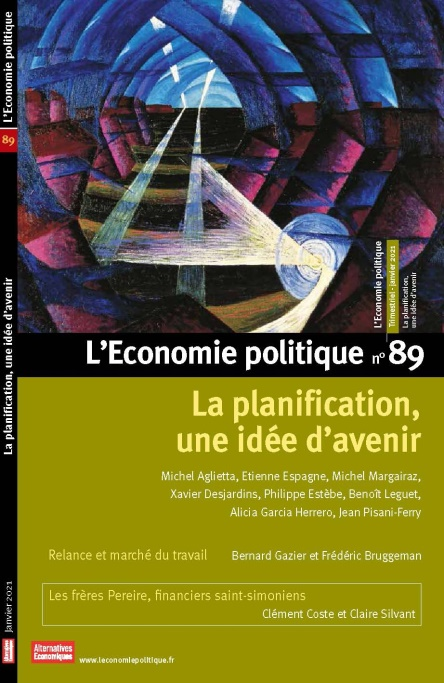 L'Economie politique
89
La planification, une idée d'avenir
Janvier 2021
Alternatives
Economiques
L'Economie politique
Trimestriel - janvier 2021
La planification,
une idée d'avenir
L'Economie politique nº 89
La planification,
une idée d'avenir
Michel Aglietta, Etienne Espagne, Michel Margairaz,
Xavier Desjardins, Philippe Estèbe, Benoît Leguet,
Alicia Garcia Herrero, Jean Pisani-Ferry
Relance et marché du travail Bernard Gazier et Frédéric Bruggeman
Les frères Pereire, financiers saint-simoniens
Clément Coste et Claire Silvant
Alternatives
Economiques
www.leconomiepolitique.fr